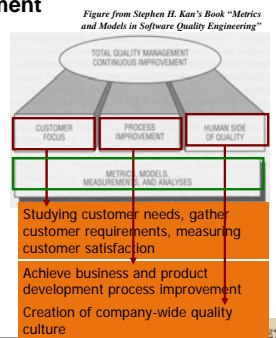 ment
Figure from Stephen H. Kan's Book "Metrics
and Models in Software Quality Engineering"
TOTAL QUALITY MANAGEMENT
CONTINUOUS IMPROVEMENT
CUSTOMER
FOCUS
PROCESS
IMPROVEMENT
HUMAN SIDE
OF QUALITY
METRICS, MODELS,
MEASUREMENTS, AND ANALYSES
Studying customer needs, gather
customer requirements, measuring
customer satisfaction
Achieve business and product
development process improvement
Creation of company-wide quality
culture